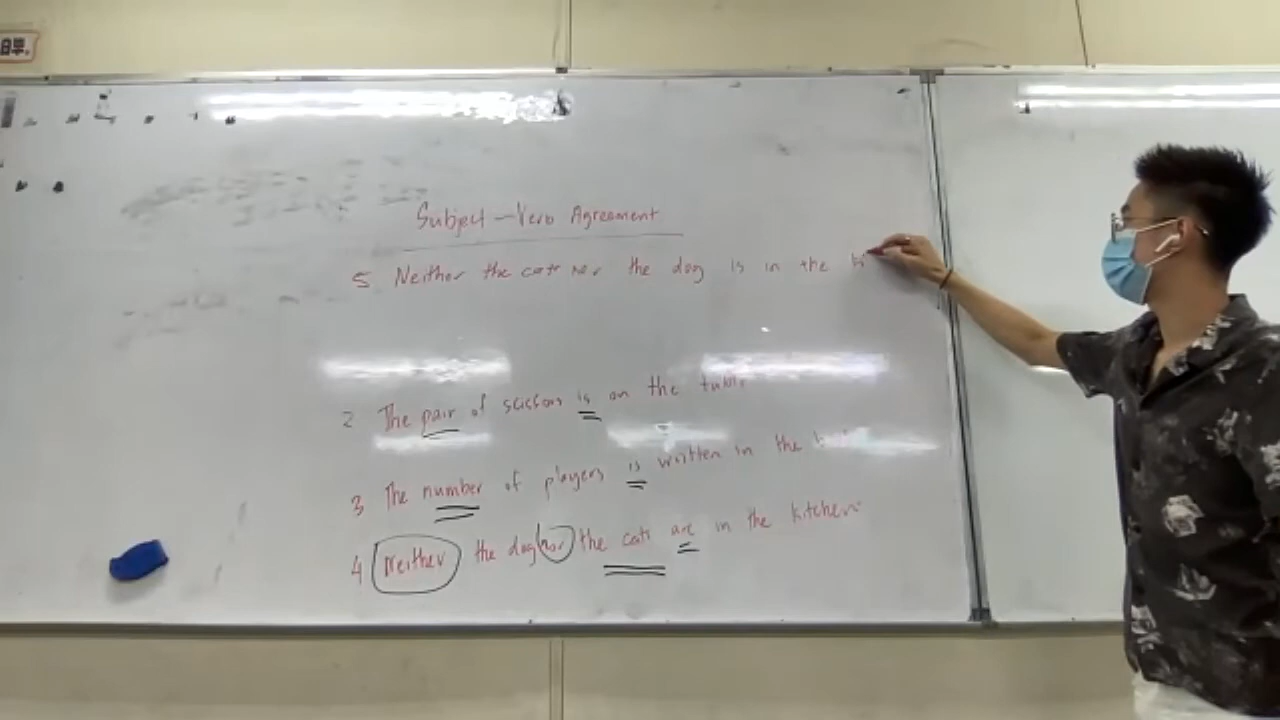 日早。
Subject – Verb Agreement
5 Neither the cats nor the dog is in the
2 The pair of scissors is on the table
3 The number of players is written in the
4 Neither the dog nor the cats are in the kitchen.